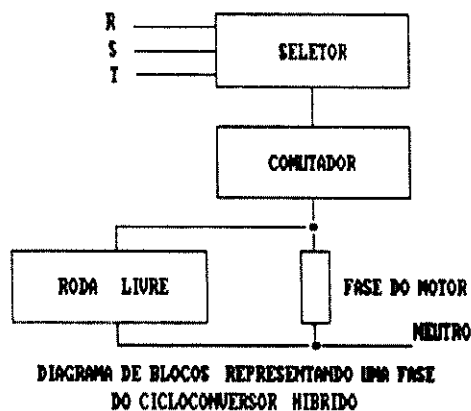 R
S
T
SELETOR
COMUTADOR
RODA LIVRE
FASE DO MOTOR
NEUTRO
DIAGRAMA DE BLOCOS REPRESENTANDO UMA FASE
DO CICLOCONVERSOR HIBRIDO